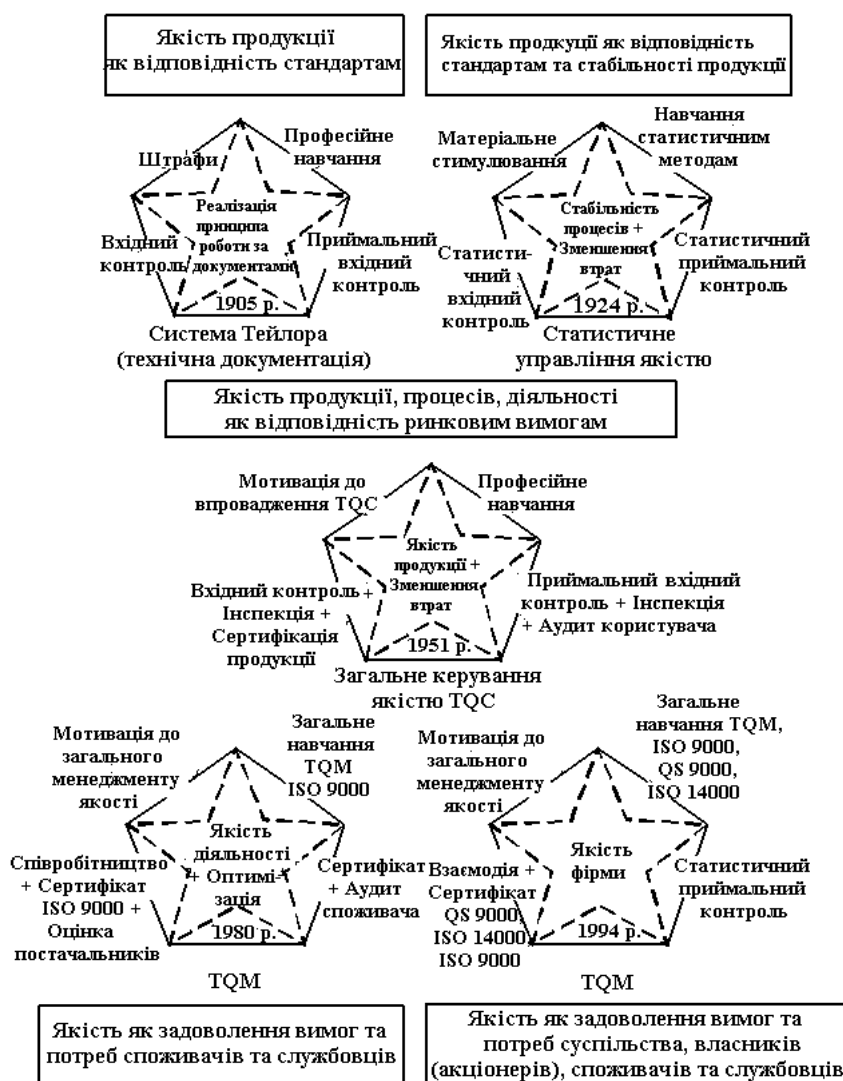 Якість продукції
як відповідність стандартам
Якість продкуції як відповідність
стандартам та стабільності продукції
Штрафи
Професійне
навчання
Реалізація
принципа
роботи за
документами
Вхідний
контроль
Приймальний
вхідний
контроль
1905 р.
Система Тейлора
(технічна документація)
Матеріальне
стимулювання
Навчання
статистичним
методам
Стабільність
процесів +
Зменшення
втрат
Статисти-
чний
вхідний
контроль
Статистичний
приймальний
контроль
1924 р.
Статистичне
управління якістю
Якість продукції, процесів, діяльності
як відповідність ринковим вимогам
Мотивація до
впровадження TQC
Професійне
навчання
Якість
продукції +
Зменшення
втрат
Вхідний контроль +
Інспекція +
Сертифікація
продукції
Приймальний вхідний
контроль + Інспекція
+ Аудит користувача
1951 р.
Загальне керування
якістю TQC
Мотивація до
загального
менеджменту
якості
Загальне
навчання
TQM
ISO 9000
Якість
діяльності
+ Оптимі-
зація
Співробітництво
+ Сертифікат
ISO 9000 +
Оцінка
постачальників
Сертифікат
+ Аудит
споживача
1980 р.
TQM
Мотивація до
загального
менеджменту
якості
Загальне
навчання TQM,
ISO 9000,
QS 9000,
ISO 14000
Якість
фірми
Взаємодія +
Сертифікат
QS 9000,
ISO 14000,
ISO 9000
Статистичний
приймальний
контроль
1994 р.
TQM
Якість як задоволення вимог та
потреб споживачів та службовців
Якість як задоволення вимог та
потреб суспільства, власників
(акціонерів), споживачів та службовців